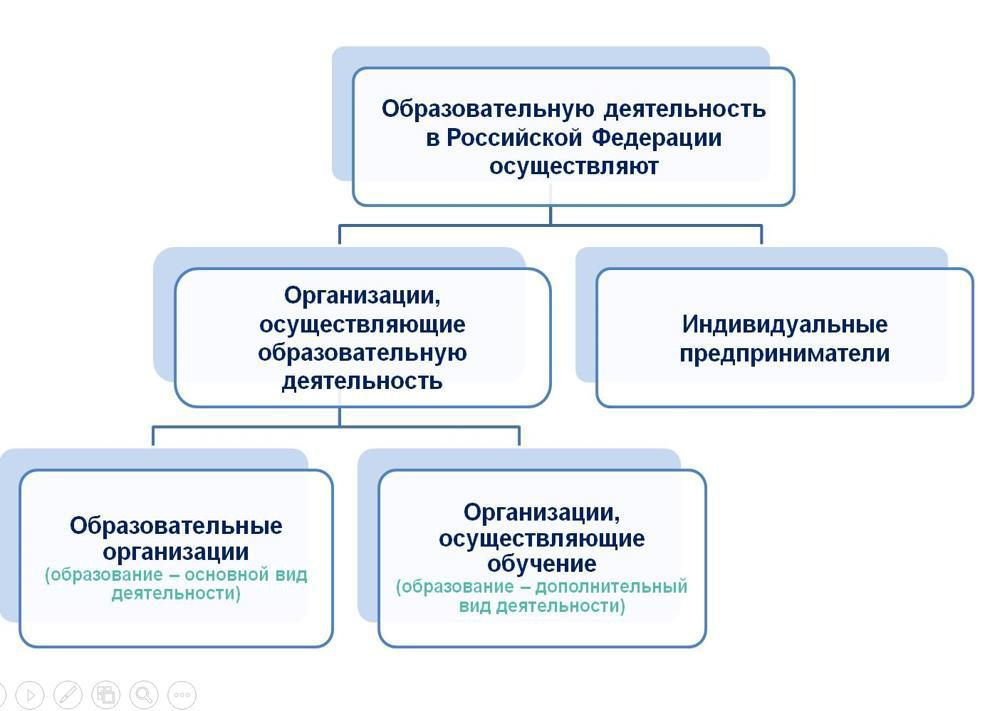 Образовательную деятельность
в Российской Федерации
осуществляют
Организации,
осуществляющие
образовательную
деятельность
Индивидуальные
предприниматели
Образовательные
организации
(образование – основной вид
деятельности)
Организации,
осуществляющие
обучение
(образование – дополнительный
вид деятельности)